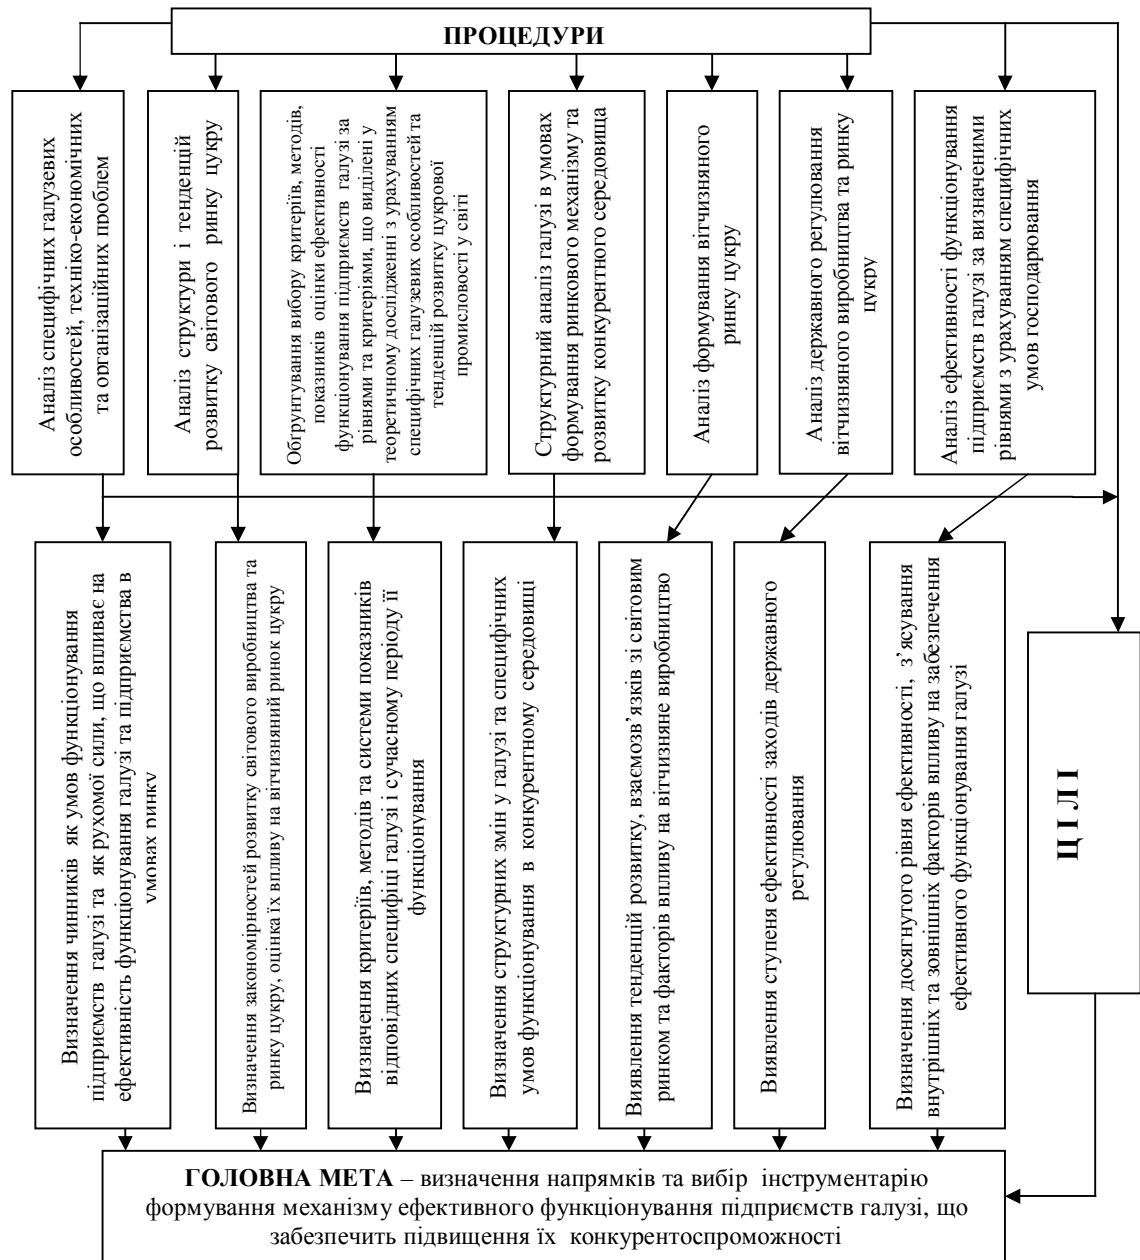 ПРОЦЕДУРИ
Аналіз специфічних галузевих
особливостей, техніко-економічних
та організаційних проблем
Аналіз структури і тенденцій
розвитку світового ринку цукру
Обґрунтування вибору критеріїв, методів,
показників оцінки ефективності
функціонування підприємств галузі за
рівнями та критеріями, що виділені у
теоретичному дослідженні з урахуванням
специфічних галузевих особливостей та
тенденцій розвитку цукрової
промисловості у світі
Структурний аналіз галузі в умовах
формування ринкового механізму та
розвитку конкурентного середовища
Аналіз формування вітчизняного
ринку цукру
Аналіз державного регулювання
вітчизняного виробництва та ринку
цукру
Аналіз ефективності функціонування
підприємств галузі за визначеними
рівнями з урахуванням специфічних
умов господарювання
Визначення чинників як умов функціонування
підприємств галузі та як рухомої сили, що впливає на
ефективність функціонування галузі та підприємства в
умовах ринку
Визначення закономірностей розвитку світового виробництва та
ринку цукру, оцінка їх впливу на вітчизняний ринок цукру
Визначення критеріїв, методів та системи показників
відповідних специфіці галузі і сучасному періоду її
функціонування
Визначення структурних змін у галузі та специфічних
умов функціонування в конкурентному середовищі
Виявлення тенденцій розвитку, взаємозв’язків зі світовим
ринком та факторів впливу на вітчизняне виробництво
Виявлення ступеня ефективності заходів державного
регулювання
Визначення досягнутого рівня ефективності, з’ясування
внутрішніх та зовнішніх факторів впливу на забезпечення
ефективного функціонування галузі
ЦІЛІ
ГОЛОВНА МЕТА – визначення напрямків та вибір інструментарію
формування механізму ефективного функціонування підприємств галузі, що
забезпечить підвищення їх конкурентоспроможності